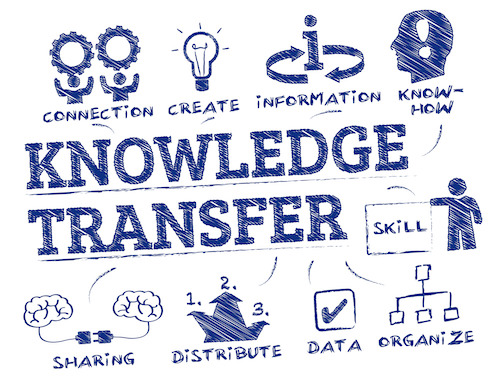 CONNECTION
CREATE
iNFORMATiON
KNOW-
HOW
KNOWLEDGE
TRANSFER
SKiLL
1.
2.
3.
SHARiNG
DiSTRiBUTE
DATA
ORGANiZE